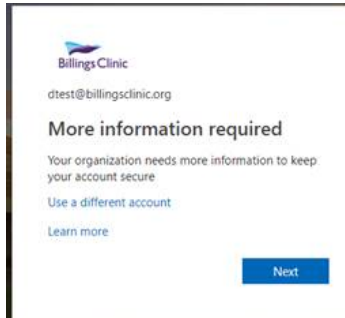 Billings Clinic
dtest@billingsclinic.org
More information required
Your organization needs more information to keep
your account secure
Use a different account
Learn more
Next